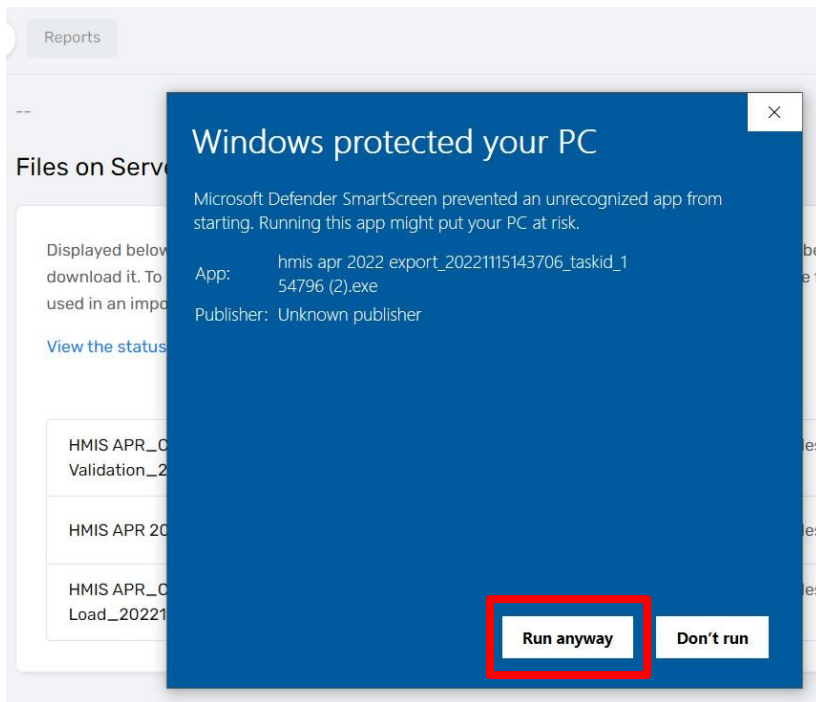 Reports
--
Files on Serv
Windows protected your PC
Microsoft Defender SmartScreen prevented an unrecognized app from
starting. Running this app might put your PC at risk.
App: hmis apr 2022 export_20221115143706_taskid_1
54796 (2).exe
Publisher: Unknown publisher
Displayed below
download it. To
used in an impo
View the status
HMIS APR_C
Validation_2
HMIS APR 20
HMIS APR_C
Load_20221
Run anyway
Don't run